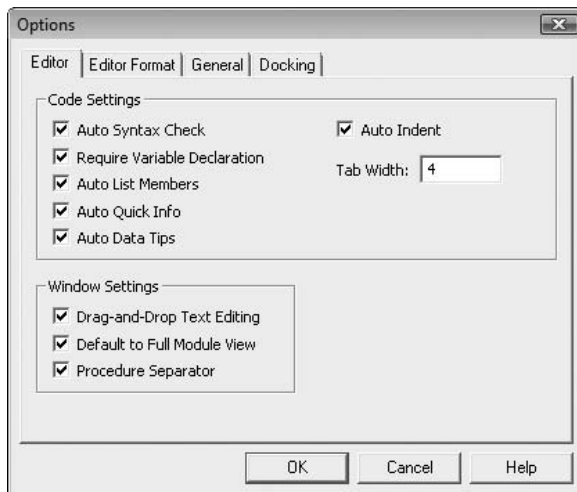 Options
Editor
Editor Format
General
Docking
Code Settings
Auto Syntax Check
Require Variable Declaration
Auto List Members
Auto Quick Info
Auto Data Tips
Auto Indent
Tab Width: 4
Window Settings
Drag-and-Drop Text Editing
Default to Full Module View
Procedure Separator
OK
Cancel
Help